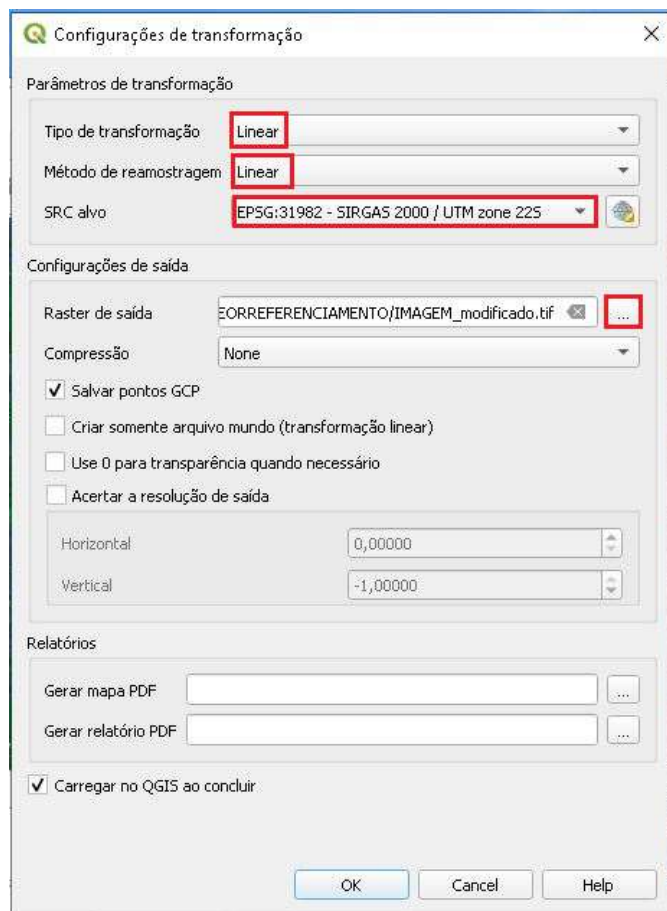 Configurações de transformação
Parâmetros de transformação
Tipo de transformação Linear
Método de reamostragem Linear
SRC alvo EPSG:31982 - SIRGAS 2000 / UTM zone 22S
Configurações de saída
Raster de saída EORREFERENCIAMENTO/IMAGEM_modificado.tif ...
Compressão None
Salvar pontos GCP
Criar somente arquivo mundo (transformação linear)
Use 0 para transparência quando necessário
Acertar a resolução de saída
Horizontal 0,00000
Vertical -1,00000
Relatórios
Gerar mapa PDF ...
Gerar relatório PDF ...
Carregar no QGIS ao concluir
OK Cancel Help